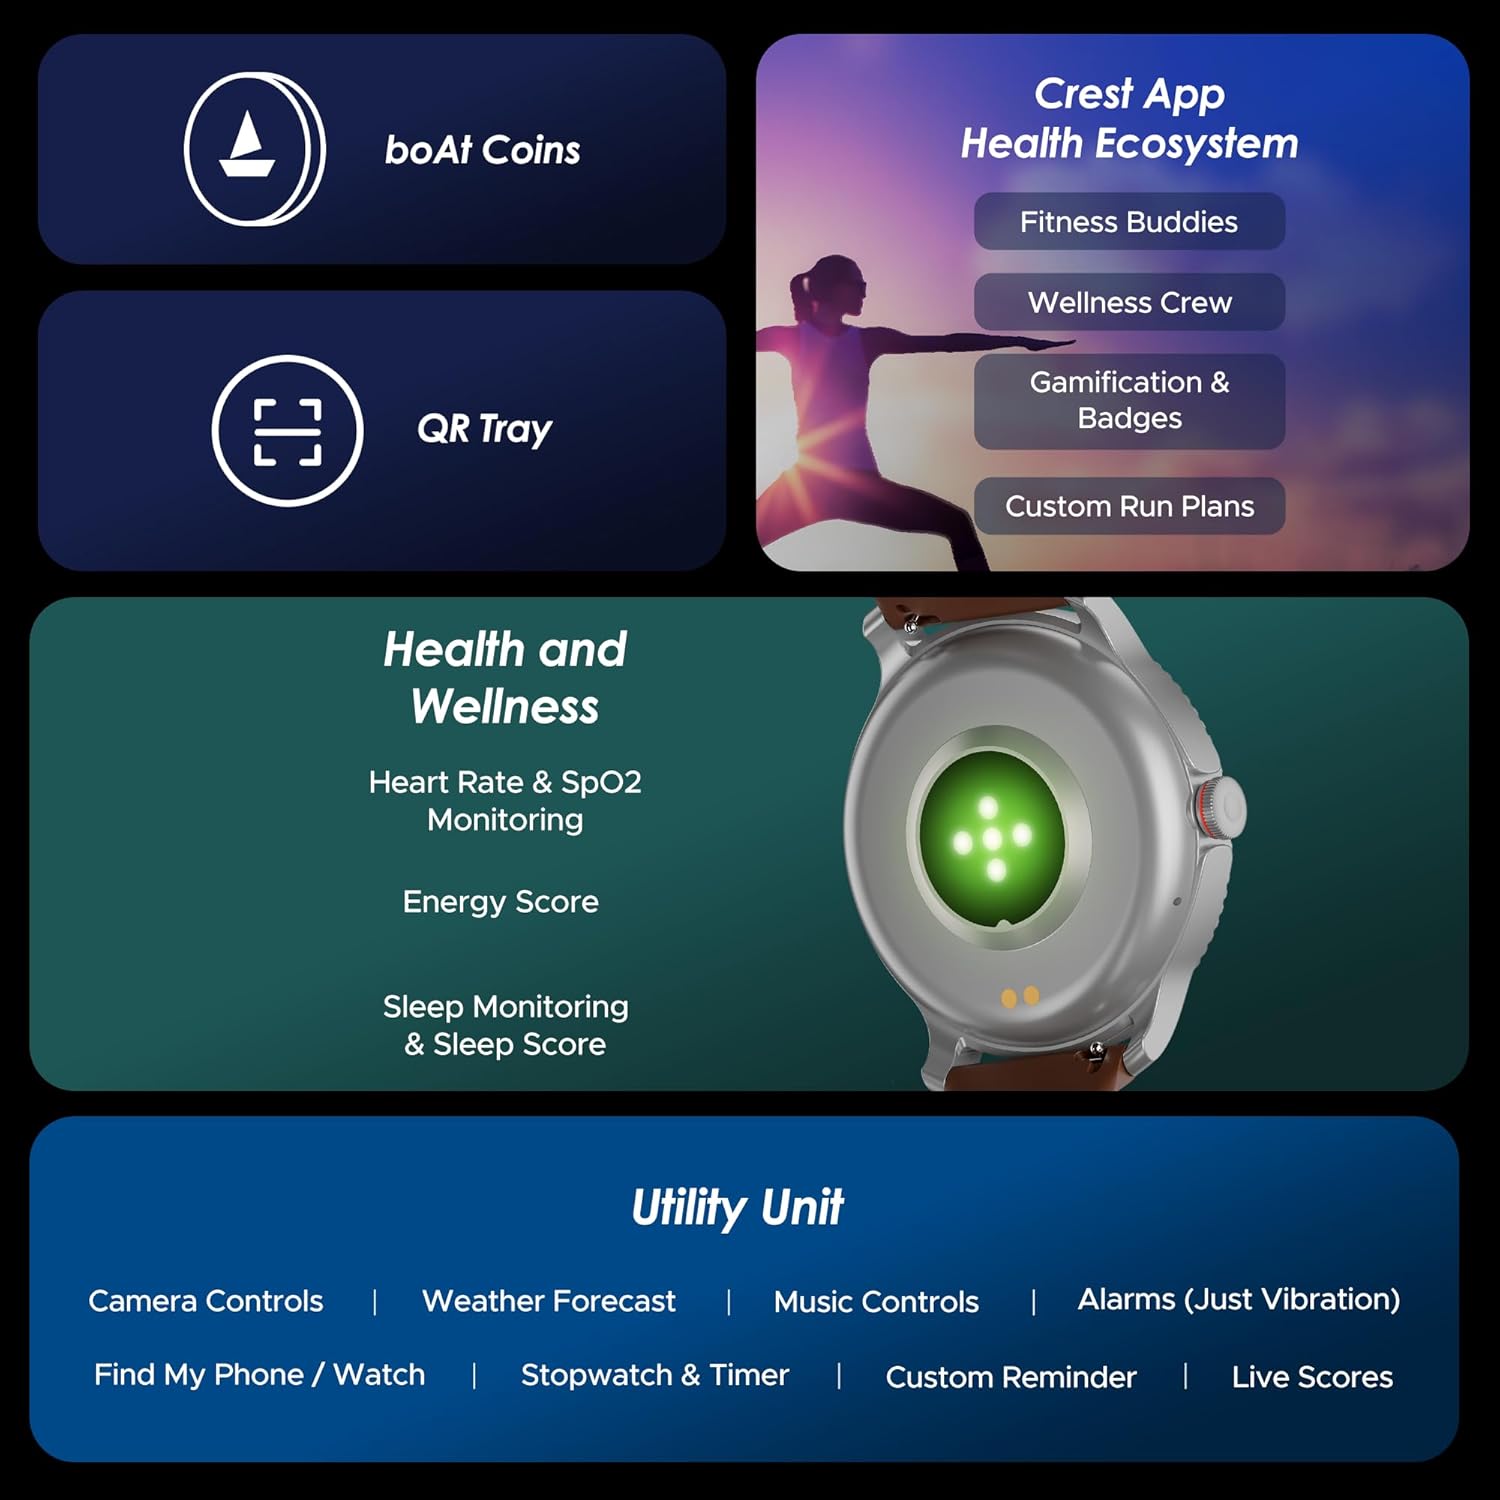 boAt Coins
QR Tray
Crest App
Health Ecosystem
Fitness Buddies
Wellness Crew
Gamification &
Badges
Custom Run Plans
Health and
Wellness
Heart Rate & SpO2
Monitoring
Energy Score
Sleep Monitoring
& Sleep Score
Utility Unit
Camera Controls | Weather Forecast | Music Controls | Alarms (Just Vibration)
Find My Phone / Watch | Stopwatch & Timer | Custom Reminder | Live Scores